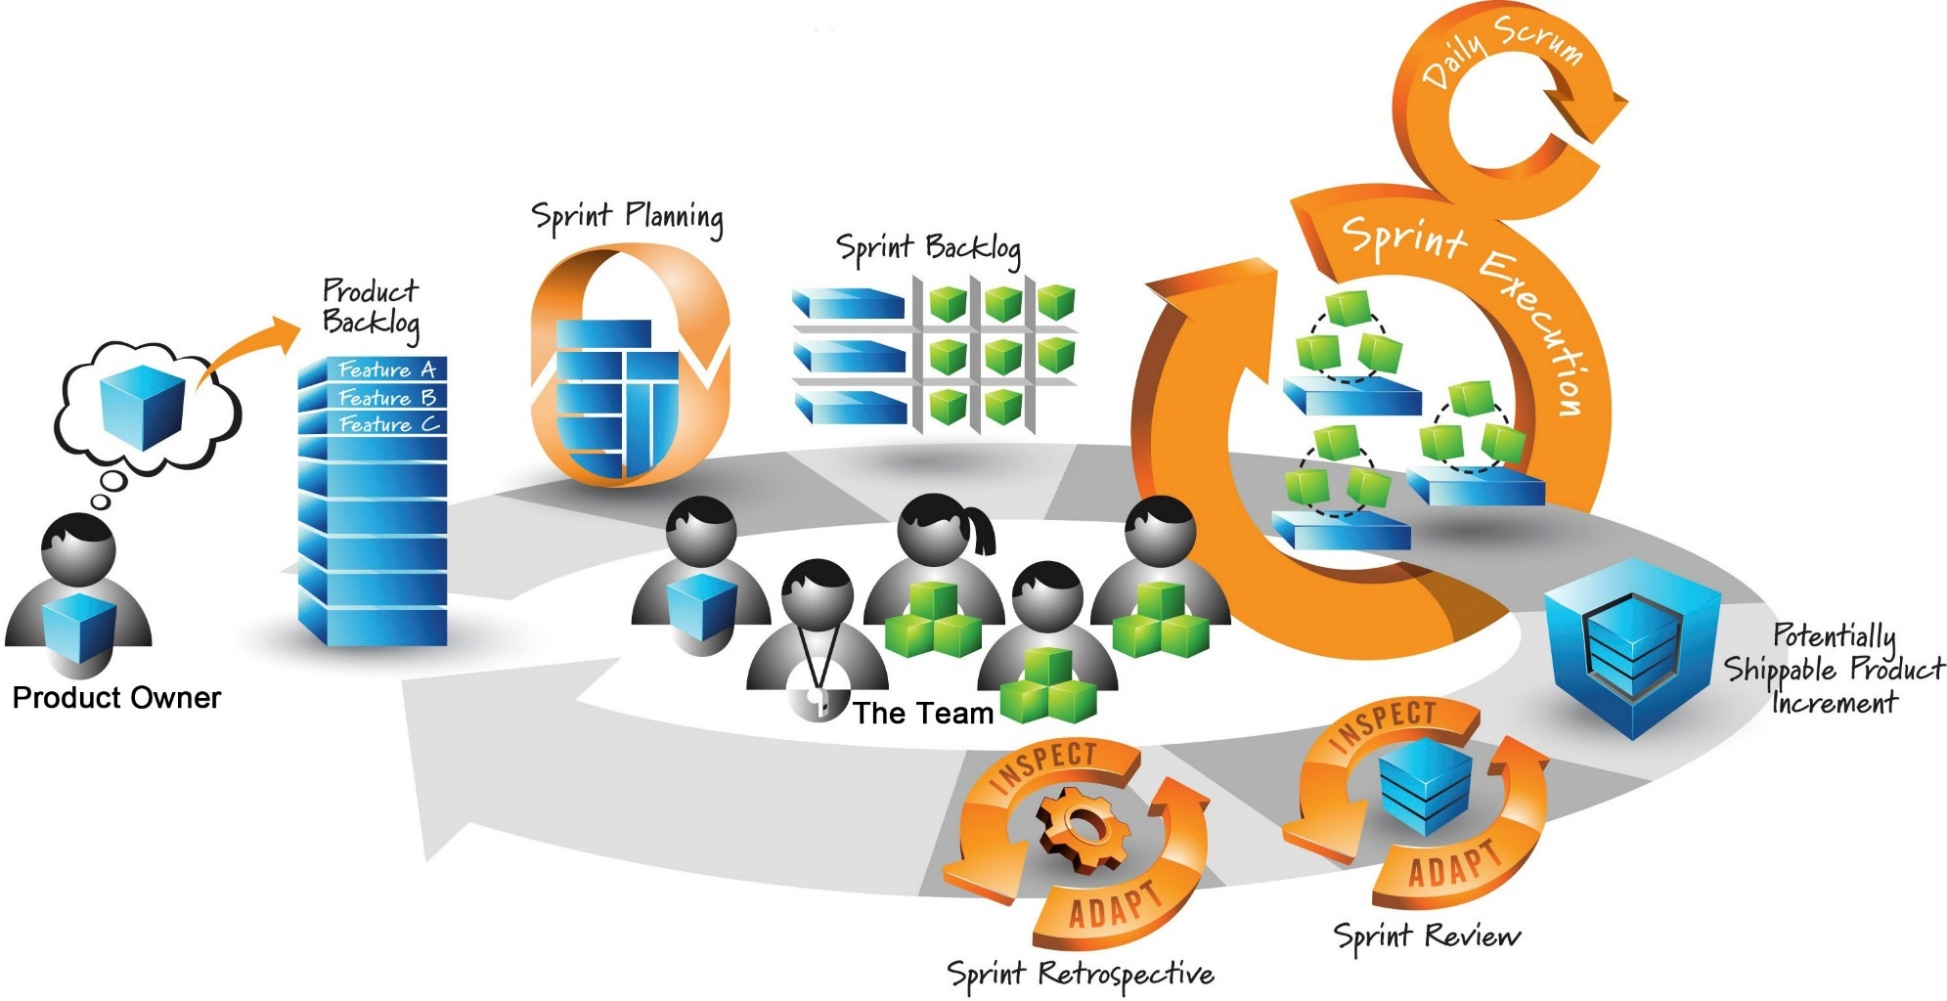 Daily Scrum
Sprint Execution
Sprint Planning
Sprint Backlog
Product
Backlog
Feature A
Feature B
Feature C
Product Owner
The Team
Potentially
Shippable Product
Increment
INSPECT
ADAPT
Sprint Review
INSPECT
ADAPT
Sprint Retrospective